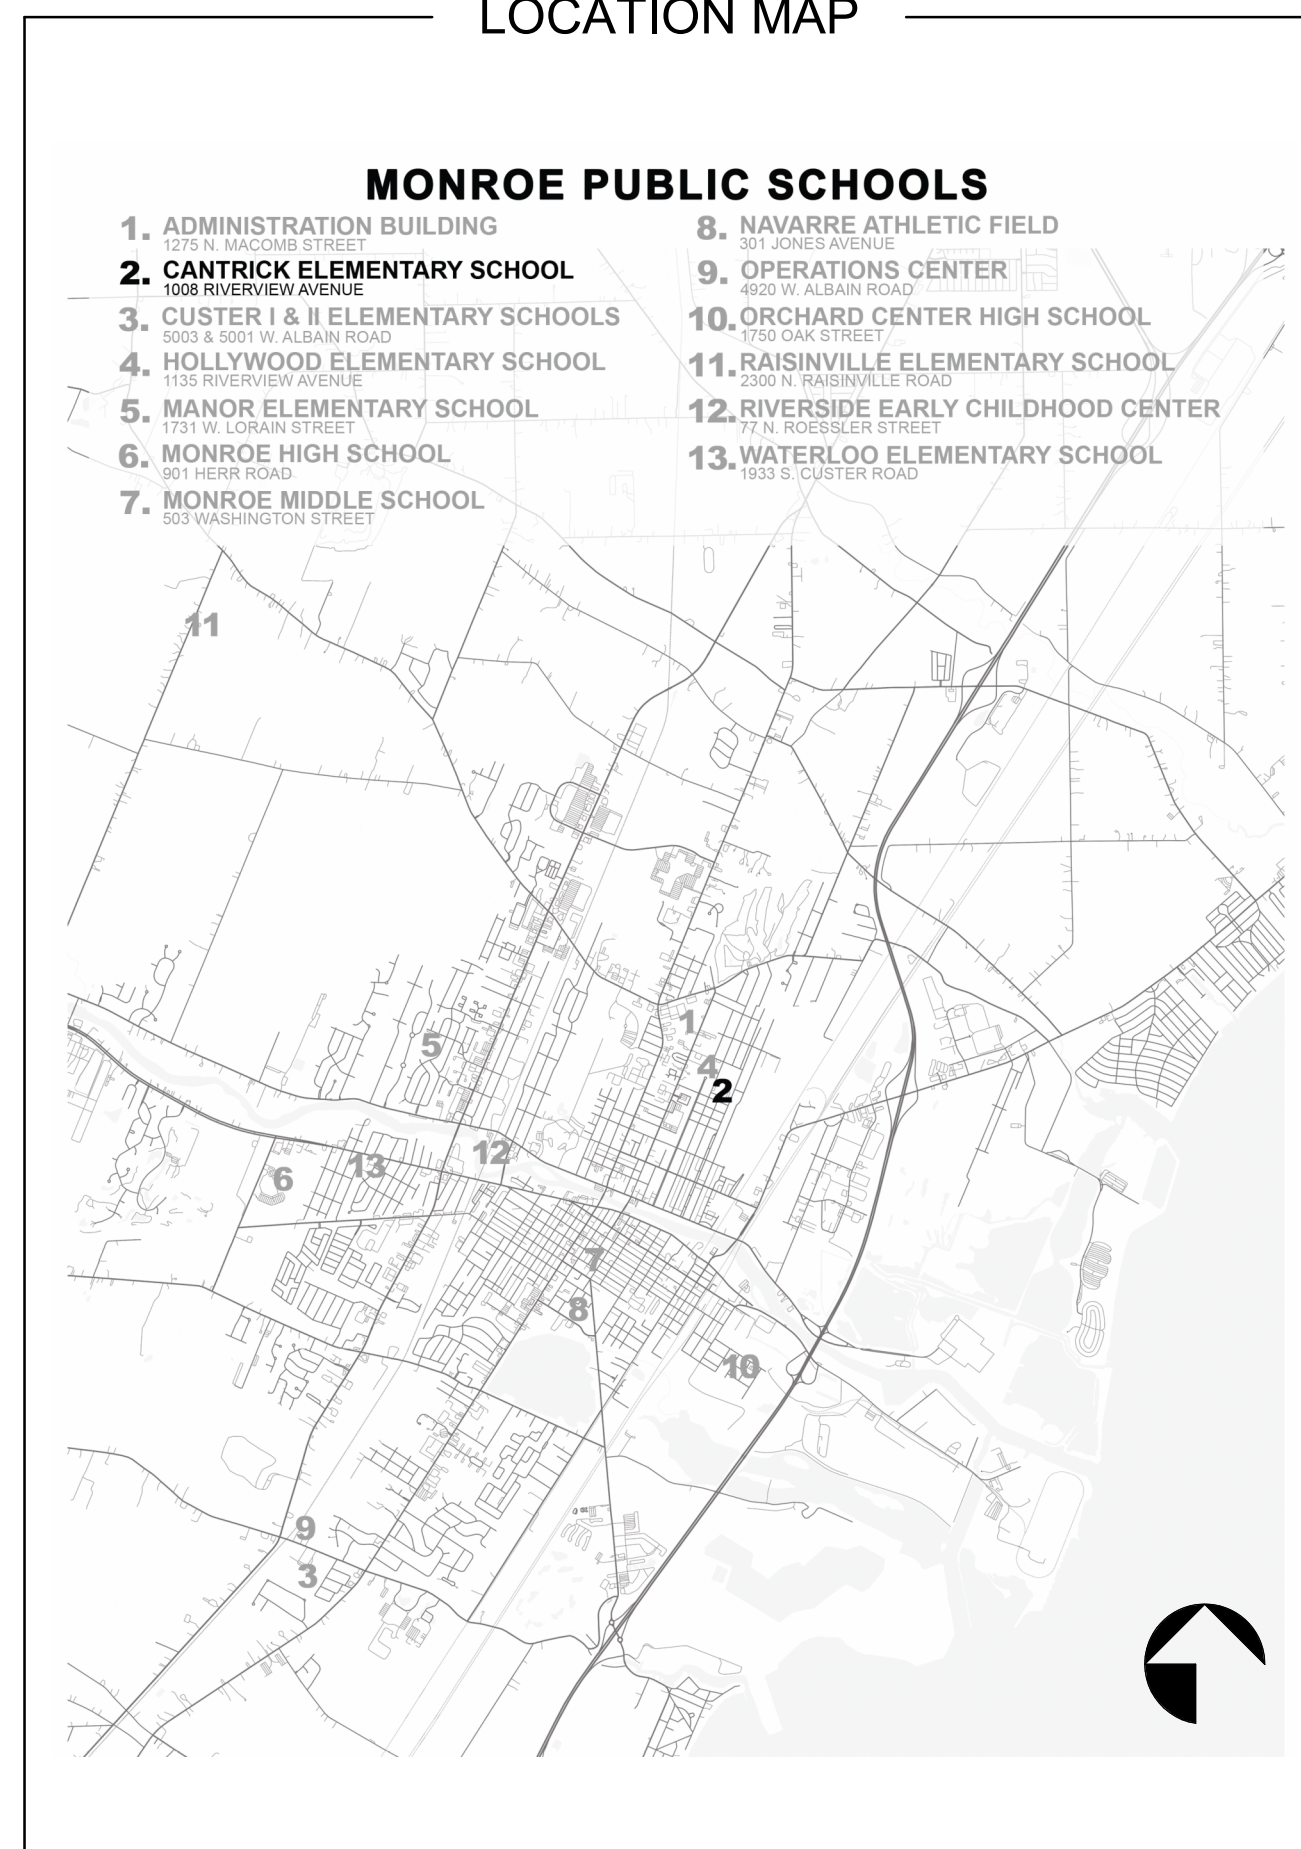 LOCATION MAP
MONROE PUBLIC SCHOOLS
1. ADMINISTRATION BUILDING
1275 N. MACOMB STREET
2. CANTRICK ELEMENTARY SCHOOL
1008 RIVERVIEW AVENUE
3. CUSTER I & II ELEMENTARY SCHOOLS
5003 & 5001 W. ALBAIN ROAD
4. HOLLYWOOD ELEMENTARY SCHOOL
1135 RIVERVIEW AVENUE
5. MANOR ELEMENTARY SCHOOL
1731 W. LORAIN STREET
6. MONROE HIGH SCHOOL
901 HERR ROAD
7. MONROE MIDDLE SCHOOL
503 WASHINGTON STREET
8. NAVARRE ATHLETIC FIELD
301 JONES AVENUE
9. OPERATIONS CENTER
4920 W. ALBAIN ROAD
10. ORCHARD CENTER HIGH SCHOOL
1750 OAK STREET
11. RAISINVILLE ELEMENTARY SCHOOL
2300 N. RAISINVILLE ROAD
12. RIVERSIDE EARLY CHILDHOOD CENTER
77 N. ROESSLER STREET
13. WATERLOO ELEMENTARY SCHOOL
1933 S. CUSTER ROAD
11
1
5
4
2
12
13
6
7
8
10
9
3